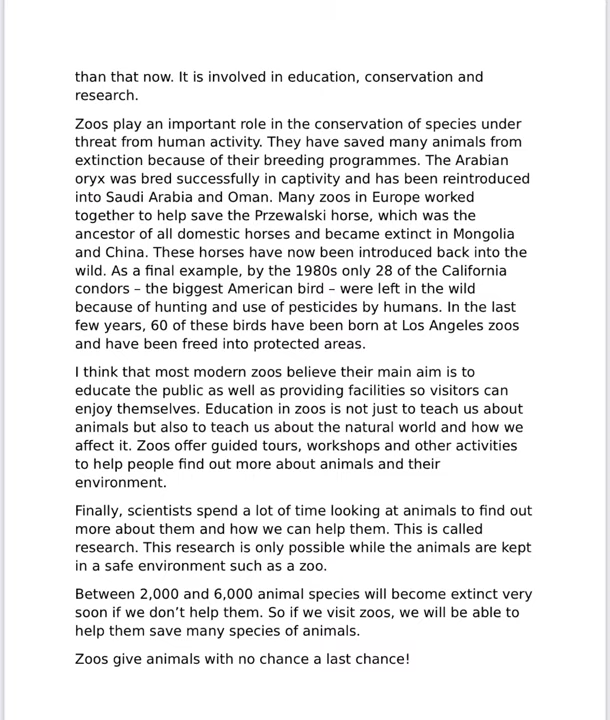 than that now. It is involved in education, conservation and
research.
Zoos play an important role in the conservation of species under
threat from human activity. They have saved many animals from
extinction because of their breeding programmes. The Arabian
oryx was bred successfully in captivity and has been reintroduced
into Saudi Arabia and Oman. Many zoos in Europe worked
together to help save the Przewalski horse, which was the
ancestor of all domestic horses and became extinct in Mongolia
and China. These horses have now been introduced back into the
wild. As a final example, by the 1980s only 28 of the California
condors – the biggest American bird – were left in the wild
because of hunting and use of pesticides by humans. In the last
few years, 60 of these birds have been born at Los Angeles zoos
and have been freed into protected areas.
I think that most modern zoos believe their main aim is to
educate the public as well as providing facilities so visitors can
enjoy themselves. Education in zoos is not just to teach us about
animals but also to teach us about the natural world and how we
affect it. Zoos offer guided tours, workshops and other activities
to help people find out more about animals and their
environment.
Finally, scientists spend a lot of time looking at animals to find out
more about them and how we can help them. This is called
research. This research is only possible while the animals are kept
in a safe environment such as a zoo.
Between 2,000 and 6,000 animal species will become extinct very
soon if we don’t help them. So if we visit zoos, we will be able to
help them save many species of animals.
Zoos give animals with no chance a last chance!